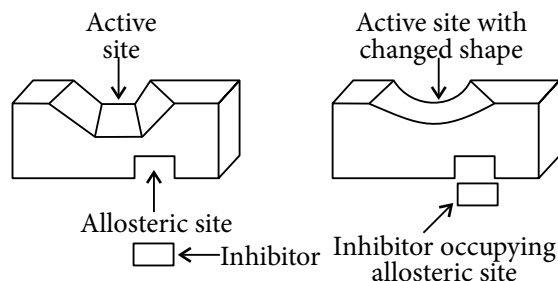 Active
site
Allosteric site
Inhibitor
Active site with
changed shape
Inhibitor occupying
allosteric site